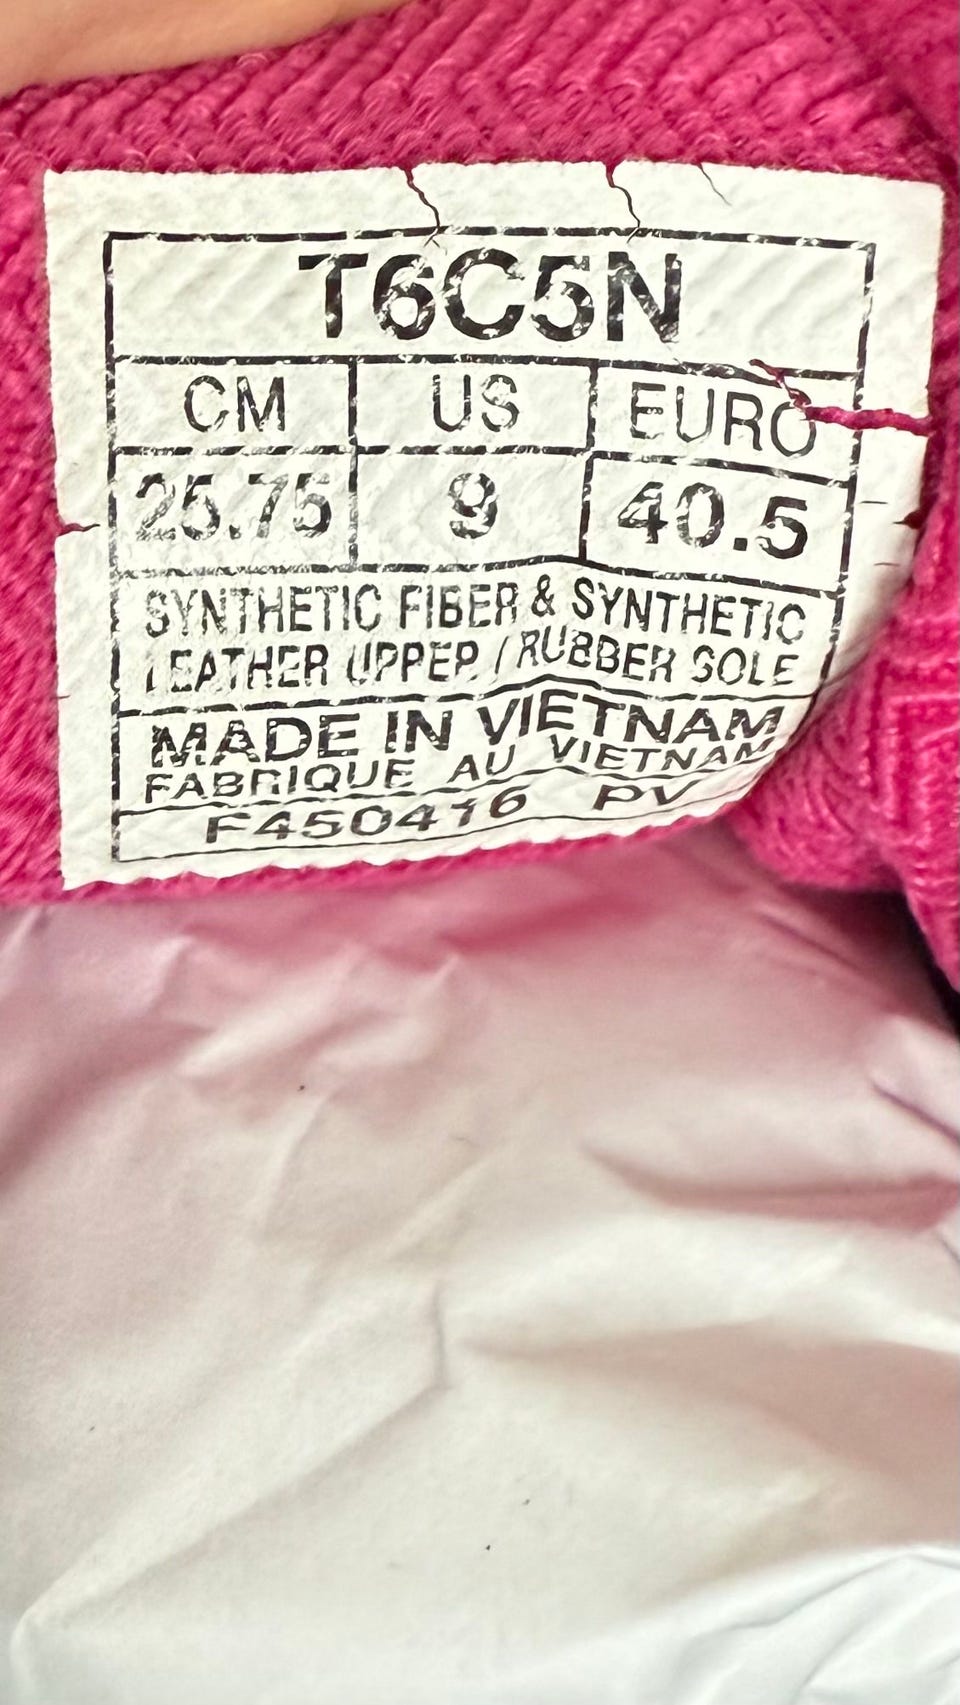 T6C5N
CM US EURO
25.75 9 40.5
SYNTHETIC FIBER & SYNTHETIC
LEATHER UPPER / RUBBER SOLE
MADE IN VIETNAM
FABRIQUE AU VIETNAM
F450416 PV